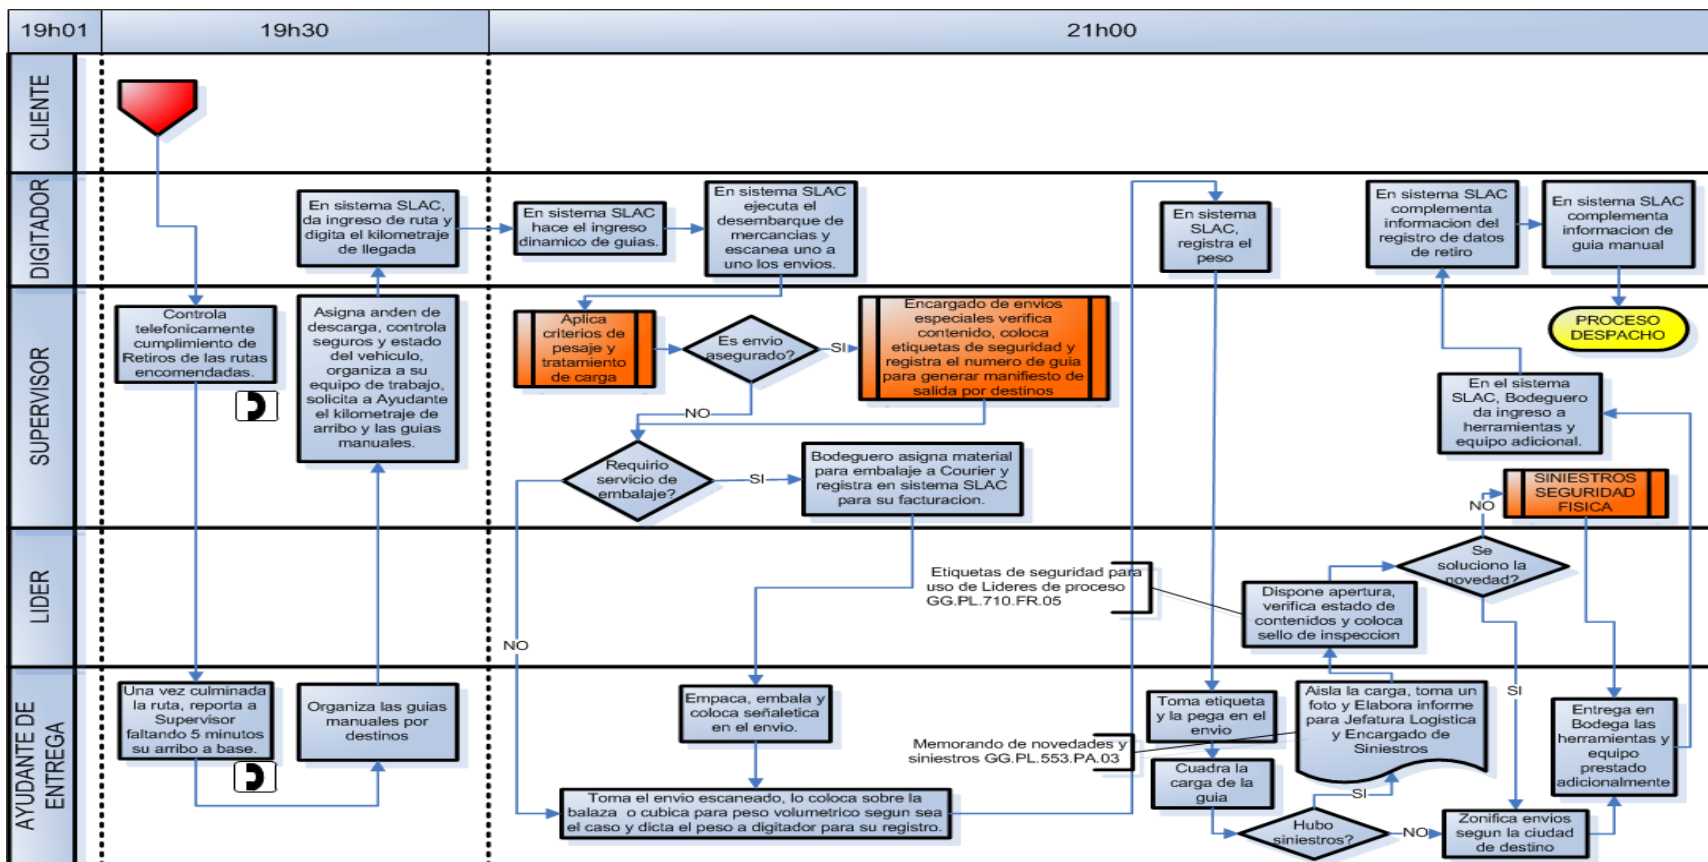 19h01
19h30
21h00
CLIENTE
DIGITADOR
En sistema SLAC,
da ingreso de ruta y
digita el kilometraje
de llegada
En sistema SLAC
hace el ingreso
dinamico de guias.
En sistema SLAC
ejecuta el
desembarque de
mercancias y
escanea uno a
uno los envios.
En sistema
SLAC,
registra el
peso
En sistema SLAC
complementa
informacion del
registro de datos
de retiro
En sistema SLAC
complementa
informacion de
guia manual
SUPERVISOR
Controla
telefonicamente
cumplimiento de
Retiros de las rutas
encomendadas.
Asigna anden de
descarga, controla
seguros y estado
del vehiculo,
organiza a su
equipo de trabajo,
solicita a Ayudante
el kilometraje de
arribo y las guias
manuales.
Aplica
criterios de
pesaje y
tratamiento
de carga
Es envio
asegurado?
SI
NO
Encargado de envios
especiales verifica
contenido, coloca
etiquetas de seguridad y
registra el numero de guia
para generar manifiesto de
salida por destinos
Requirio
servicio de
embalaje?
SI
NO
Bodeguero asigna material
para embalaje a Courier y
registra en sistema SLAC
para su facturacion.
PROCESO
DESPACHO
En el sistema
SLAC, Bodeguero
da ingreso a
herramientas y
equipo adicional.
SINIESTROS
SEGURIDAD
FISICA
NO
LIDER
Etiquetas de seguridad para
uso de Lideres de proceso
GG.PL.710.FR.05
Dispone apertura,
verifica estado de
contenidos y coloca
sello de inspeccion
Se
soluciono la
novedad?
SI
AYUDANTE DE
ENTREGA
Una vez culminada
la ruta, reporta a
Supervisor
faltando 5 minutos
su arribo a base.
Organiza las guias
manuales por
destinos
Empaca, embala y
coloca señaletica
en el envio.
Toma el envio escaneado, lo coloca sobre la
balaza o cubica para peso volumetrico segun sea
el caso y dicta el peso a digitador para su registro.
Memorando de novedades y
siniestros GG.PL.553.PA.03
Toma etiqueta
y la pega en el
envio
Cuadra la
carga de la
guia
Hubo
siniestros?
SI
NO
Aisla la carga, toma un
foto y Elabora informe
para Jefatura Logistica
y Encargado de
Siniestros
Zonifica envios
segun la ciudad
de destino
Entrega en
Bodega las
herramientas y
equipo
prestado
adicionalmente